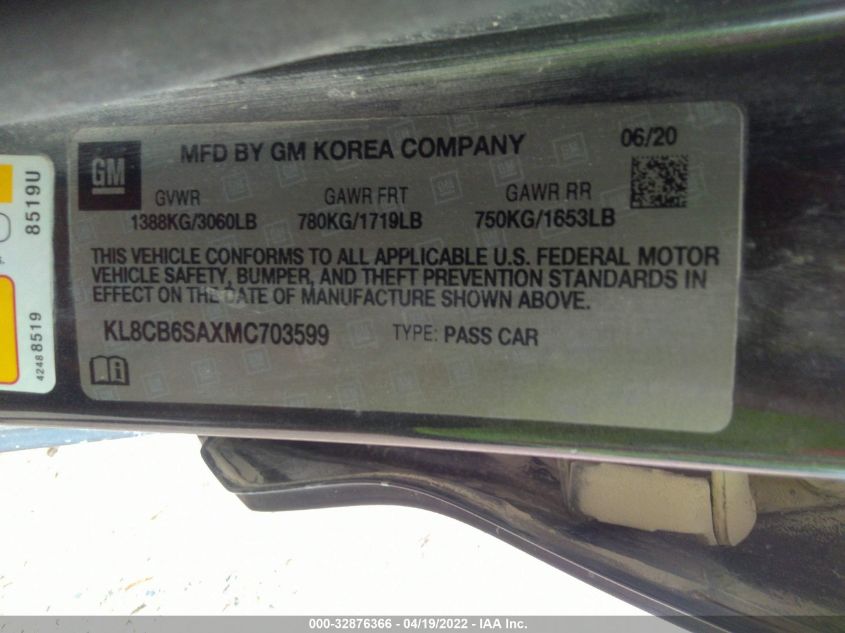 GM
MFD BY GM KOREA COMPANY
06/20
GVWR GAWR FRT GAWR RR
1388KG/3060LB 780KG/1719LB 750KG/1653LB
THIS VEHICLE CONFORMS TO ALL APPLICABLE U.S. FEDERAL MOTOR
VEHICLE SAFETY, BUMPER, AND THEFT PREVENTION STANDARDS IN
EFFECT ON THE DATE OF MANUFACTURE SHOWN ABOVE.
KL8CB6SAXMC703599 TYPE: PASS CAR
8519U
4248 8519
000-32876366 - 04/19/2022 - IAA Inc.